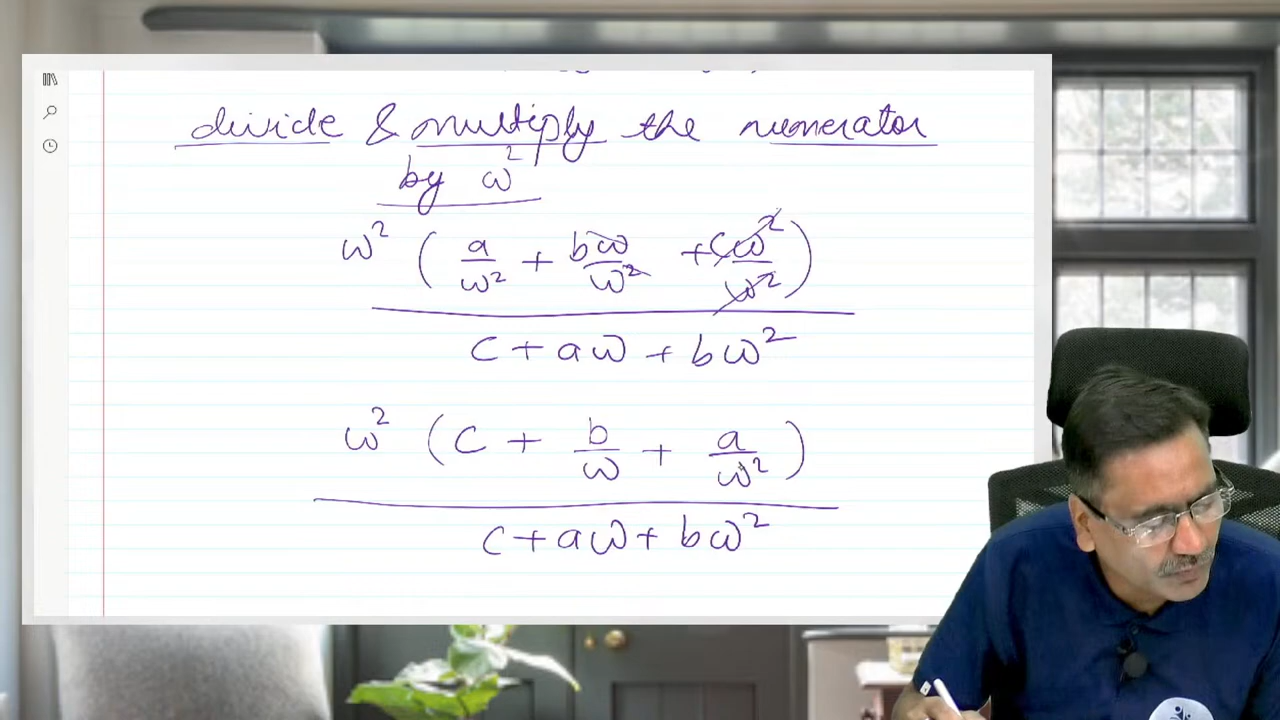 divide & multiply the numerator
by ω²
ω² ( a/ω² + bω/ω² + cω²/ω² )
c + aω + bω²
ω² ( c + b/ω + a/ω² )
c + aω + bω²